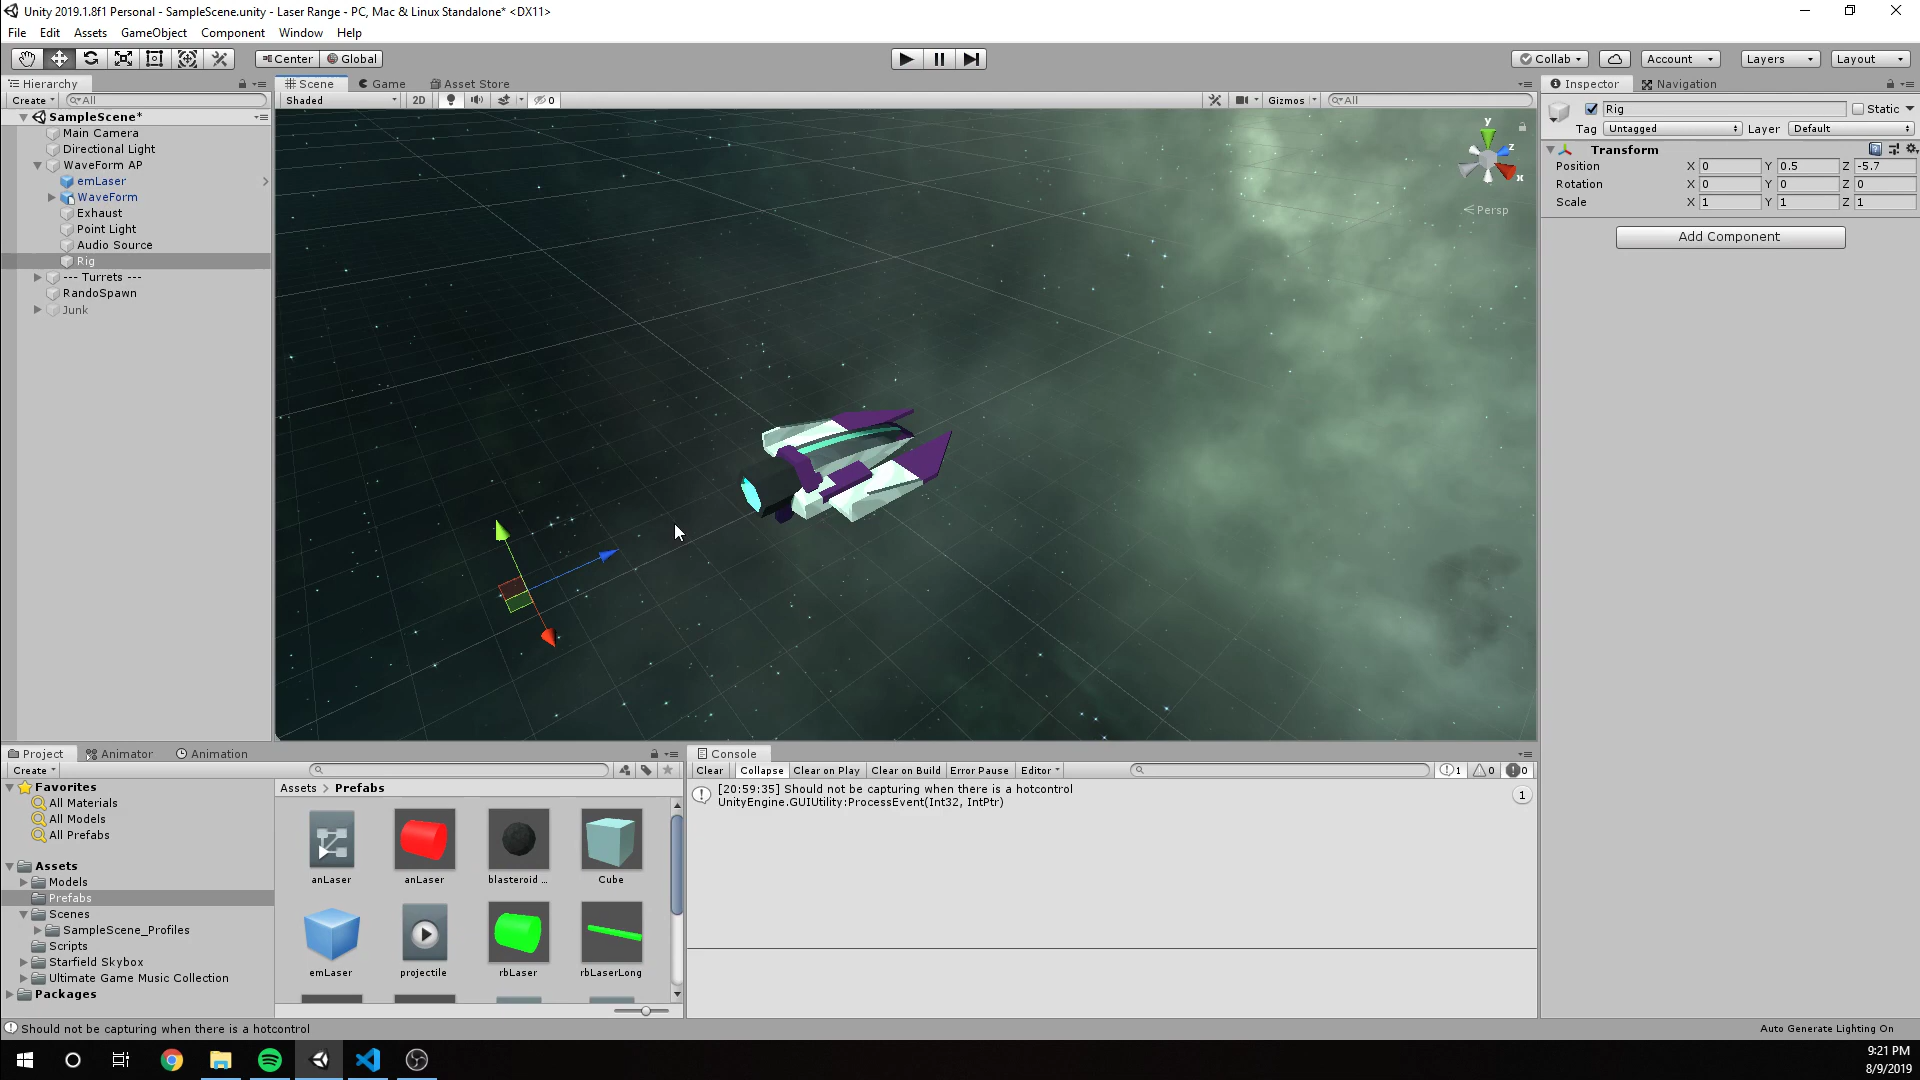 Unity 2019.1.8f1 Personal - SampleScene.unity - Laser Range - PC, Mac & Linux Standalone* <DX11>
File Edit Assets GameObject Component Window Help
Center Global Collab Account Layers Layout
Hierarchy Scene Game Asset Store Inspector Navigation
Create All Shaded 2D 0 Gizmos All
Rig Static
SampleScene*
Main Camera
Directional Light
WaveForm AP
emLaser
WaveForm
Exhaust
Point Light
Audio Source
Rig
--- Turrets ---
RandoSpawn
Junk
y
z
x
Persp
Tag Untagged Layer Default
Transform
Position X 0 Y 0.5 Z -5.7
Rotation X 0 Y 0 Z 0
Scale X 1 Y 1 Z 1
Add Component
Project Animator Animation Console
Create Clear Collapse Clear on Play Clear on Build Error Pause Editor 1 0 0
Favorites
All Materials
All Models
All Prefabs
Assets
Models
Prefabs
Scenes
SampleScene_Profiles
Scripts
Starfield Skybox
Ultimate Game Music Collection
Packages
Assets > Prefabs
anLaser anLaser blasteroid ... Cube
emLaser projectile rbLaser rbLaserLong
[20:59:35] Should not be capturing when there is a hotcontrol
UnityEngine.GUIUtility:ProcessEvent(Int32, IntPtr)
1
Should not be capturing when there is a hotcontrol
Auto Generate Lighting On
9:21 PM
8/9/2019